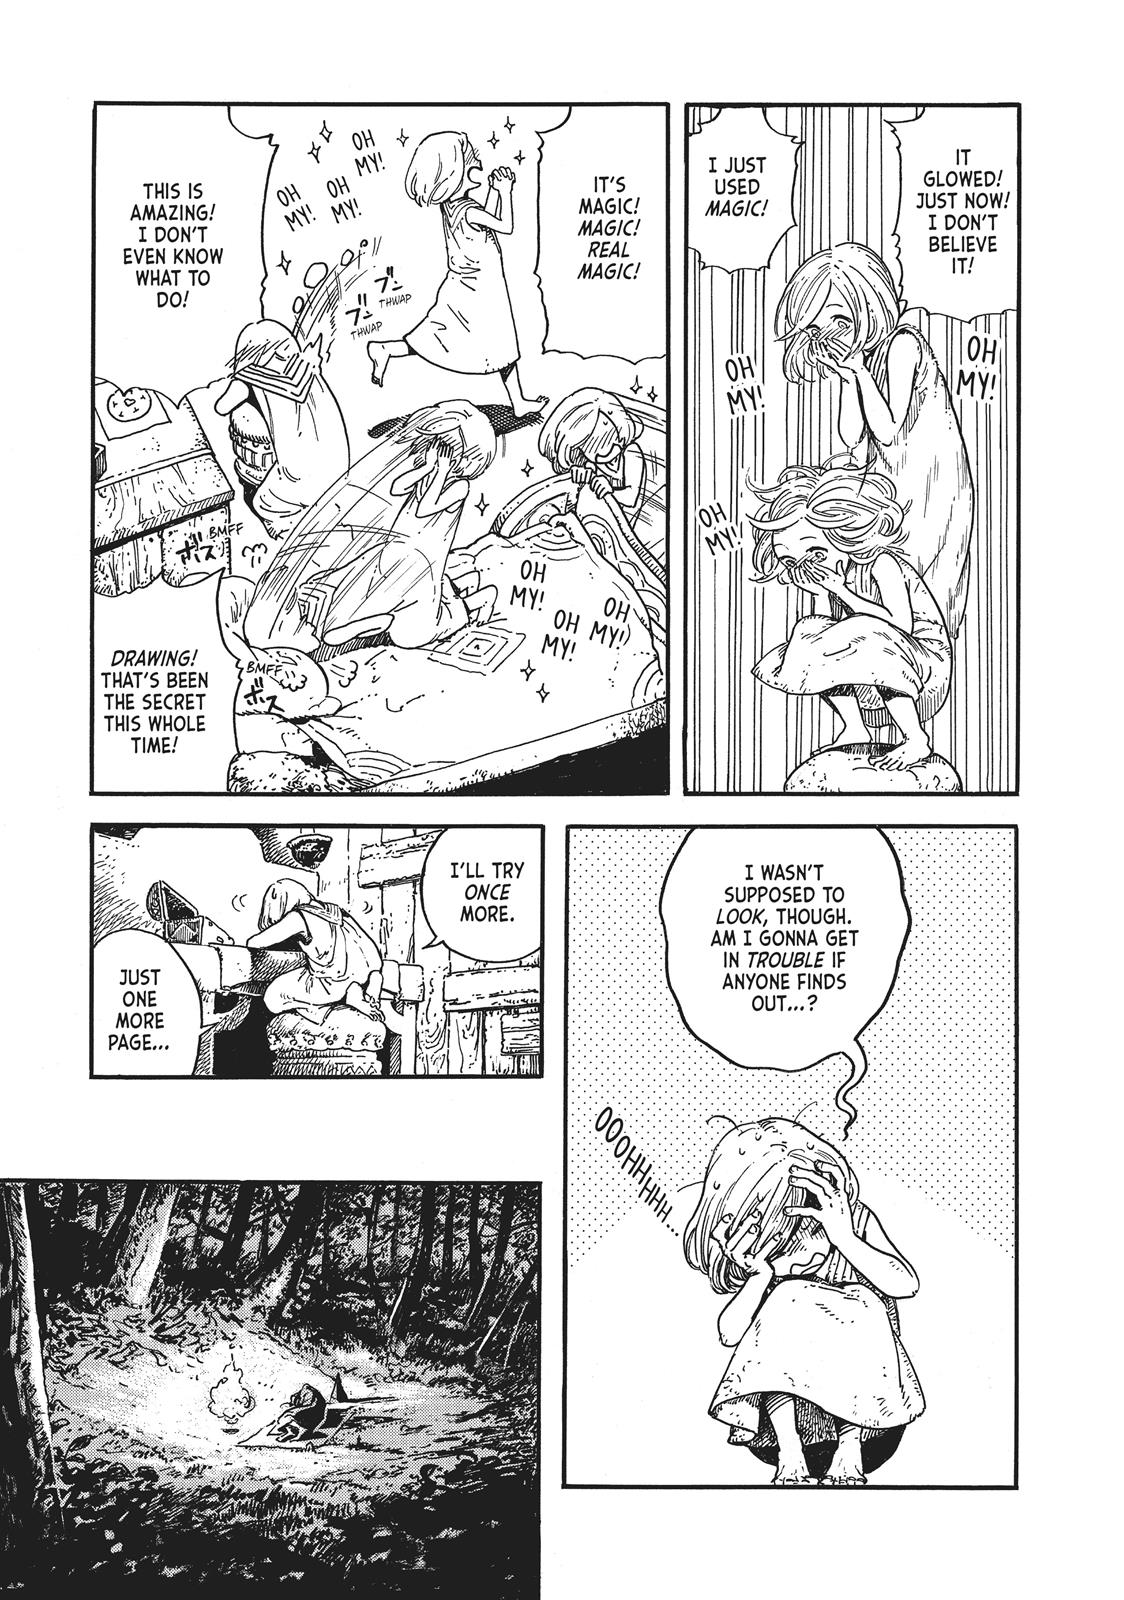 IT
GLOWED!
JUST NOW!
I DON'T
BELIEVE
IT!
I JUST
USED
MAGIC!
OH
MY!
OH
MY!
OH
MY!
IT'S
MAGIC!
MAGIC!
REAL
MAGIC!
OH
MY!
OH
MY!
OH
MY!
THIS IS
AMAZING!
I DON'T
EVEN KNOW
WHAT TO
DO!
ブン
THWAP
ブン
THWAP
BMFF
ボス
OH
MY!
OH
MY!
OH
MY!
BMFF
ボス
DRAWING!
THAT'S BEEN
THE SECRET
THIS WHOLE
TIME!
I WASN'T
SUPPOSED TO
LOOK, THOUGH.
AM I GONNA GET
IN TROUBLE IF
ANYONE FINDS
OUT...?
OOOHHHHH...
I'LL TRY
ONCE
MORE.
JUST
ONE
MORE
PAGE...